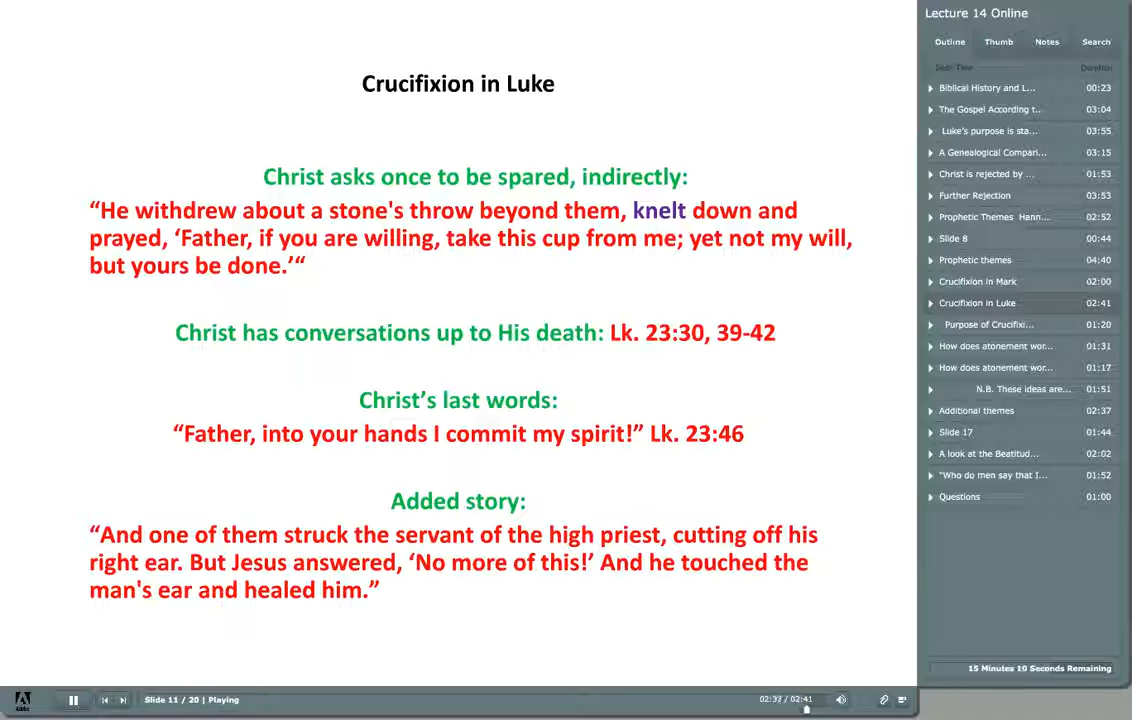 Crucifixion in Luke
Christ asks once to be spared, indirectly:
“He withdrew about a stone's throw beyond them, knelt down and
prayed, ‘Father, if you are willing, take this cup from me; yet not my will,
but yours be done.’“
Christ has conversations up to His death: Lk. 23:30, 39-42
Christ’s last words:
“Father, into your hands I commit my spirit!” Lk. 23:46
Added story:
“And one of them struck the servant of the high priest, cutting off his
right ear. But Jesus answered, ‘No more of this!’ And he touched the
man's ear and healed him.”
Lecture 14 Online
Outline Thumb Notes Search
Slide Title Duration
Biblical History and L... 00:23
The Gospel According t... 03:04
Luke's purpose is sta... 03:55
A Genealogical Compari... 03:15
Christ is rejected by ... 01:53
Further Rejection 03:53
Prophetic Themes Hann... 02:52
Slide 8 00:44
Prophetic themes 04:40
Crucifixion in Mark 02:00
Crucifixion in Luke 02:41
Purpose of Crucifixi... 01:20
How does atonement wor... 01:31
How does atonement wor... 01:17
N.B. These ideas are... 01:51
Additional themes 02:37
Slide 17 01:44
A look at the Beatitud... 02:02
"Who do men say that I... 01:52
Questions 01:00
15 Minutes 10 Seconds Remaining
Adobe
Slide 11 / 20 | Playing
02:37 / 02:41